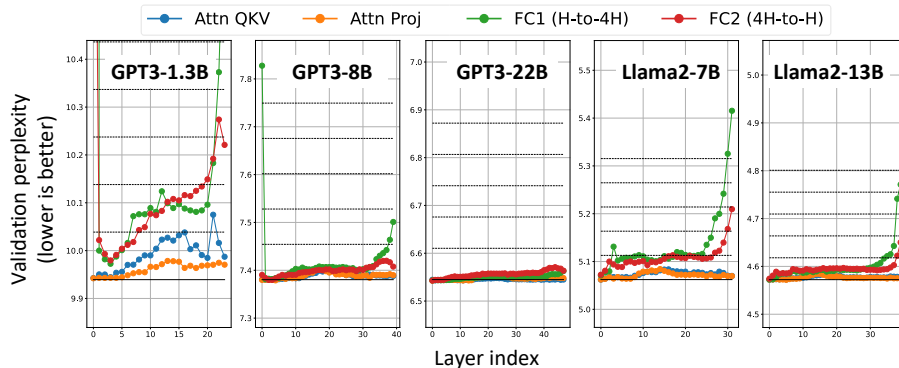 Attn QKV Attn Proj FC1 (H-to-4H) FC2 (4H-to-H)
GPT3-1.3B GPT3-8B GPT3-22B Llama2-7B Llama2-13B
Validation perplexity
(lower is better)
10.4 10.3 10.2 10.1 10.0 9.9
7.8 7.7 7.6 7.5 7.4 7.3
7.0 6.9 6.8 6.7 6.6 6.5
5.5 5.4 5.3 5.2 5.1 5.0
5.0 4.9 4.8 4.7 4.6 4.5
0 5 10 15 20
0 10 20 30 40
0 10 20 30 40
0 10 20 30
0 10 20 30
Layer index